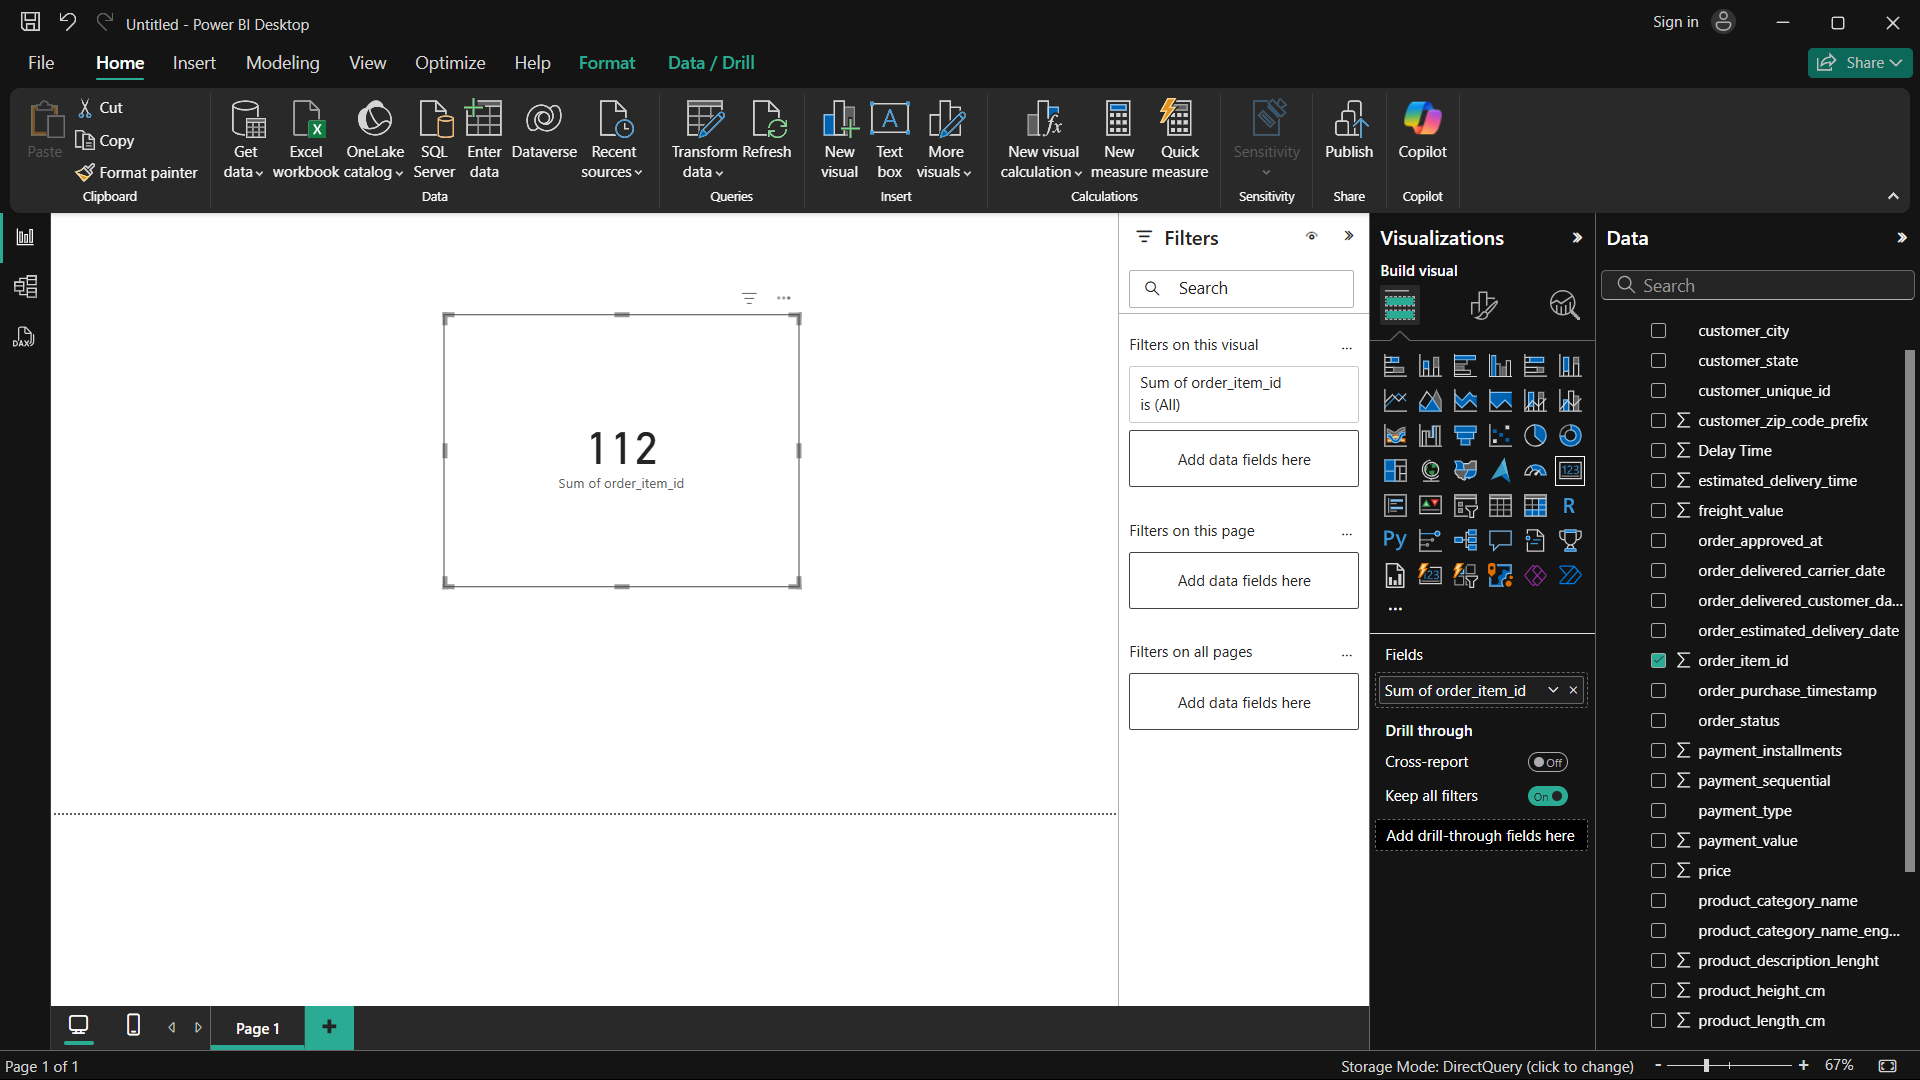 Untitled - Power BI Desktop
Sign in
File
Home
Insert
Modeling
View
Optimize
Help
Format
Data / Drill
Share
Paste
Cut
Copy
Format painter
Clipboard
Get data
Excel workbook
OneLake catalog
SQL Server
Enter data
Dataverse
Recent sources
Data
Transform data
Refresh
Queries
New visual
Text box
More visuals
Insert
New visual calculation
New measure
Quick measure
Calculations
Sensitivity
Sensitivity
Publish
Share
Copilot
Copilot
112
Sum of order_item_id
Filters
Search
Filters on this visual
...
Sum of order_item_id
is (All)
Add data fields here
Filters on this page
...
Add data fields here
Filters on all pages
...
Add data fields here
Visualizations
Build visual
123
R
Py
123
...
Fields
Sum of order_item_id
Drill through
Cross-report
Off
Keep all filters
On
Add drill-through fields here
Data
Search
customer_city
customer_state
customer_unique_id
customer_zip_code_prefix
Delay Time
estimated_delivery_time
freight_value
order_approved_at
order_delivered_carrier_date
order_delivered_customer_da...
order_estimated_delivery_date
order_item_id
order_purchase_timestamp
order_status
payment_installments
payment_sequential
payment_type
payment_value
price
product_category_name
product_category_name_eng...
product_description_lenght
product_height_cm
product_length_cm
DAX
Page 1
Page 1 of 1
Storage Mode: DirectQuery (click to change)
- + 67%